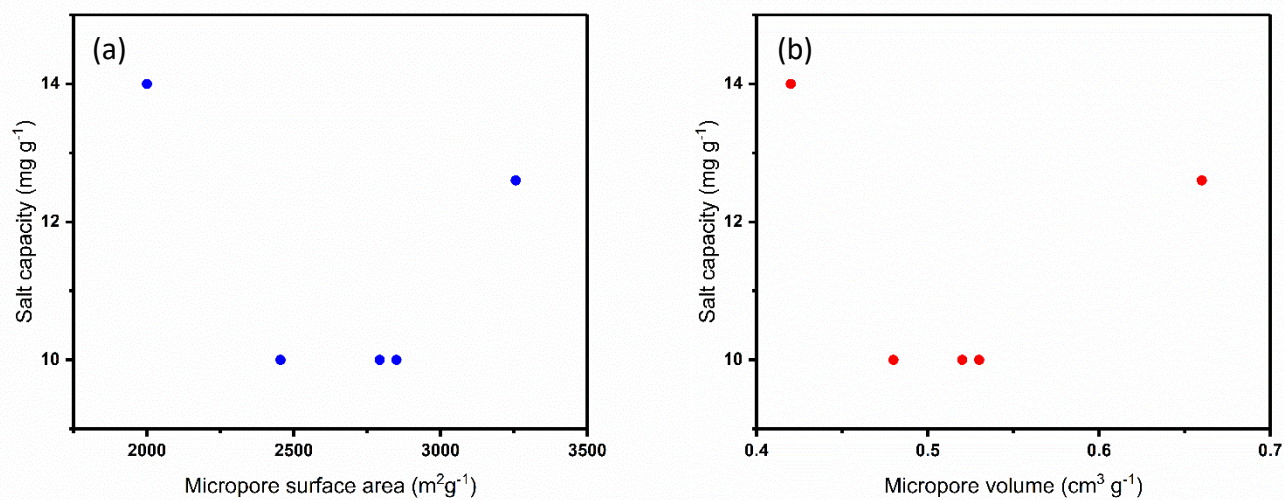 (a)
14
12
10
Salt capacity (mg g⁻¹)
2000 2500 3000 3500
Micropore surface area (m²g⁻¹)
(b)
14
12
10
Salt capacity (mg g⁻¹)
0.4 0.5 0.6 0.7
Micropore volume (cm³ g⁻¹)